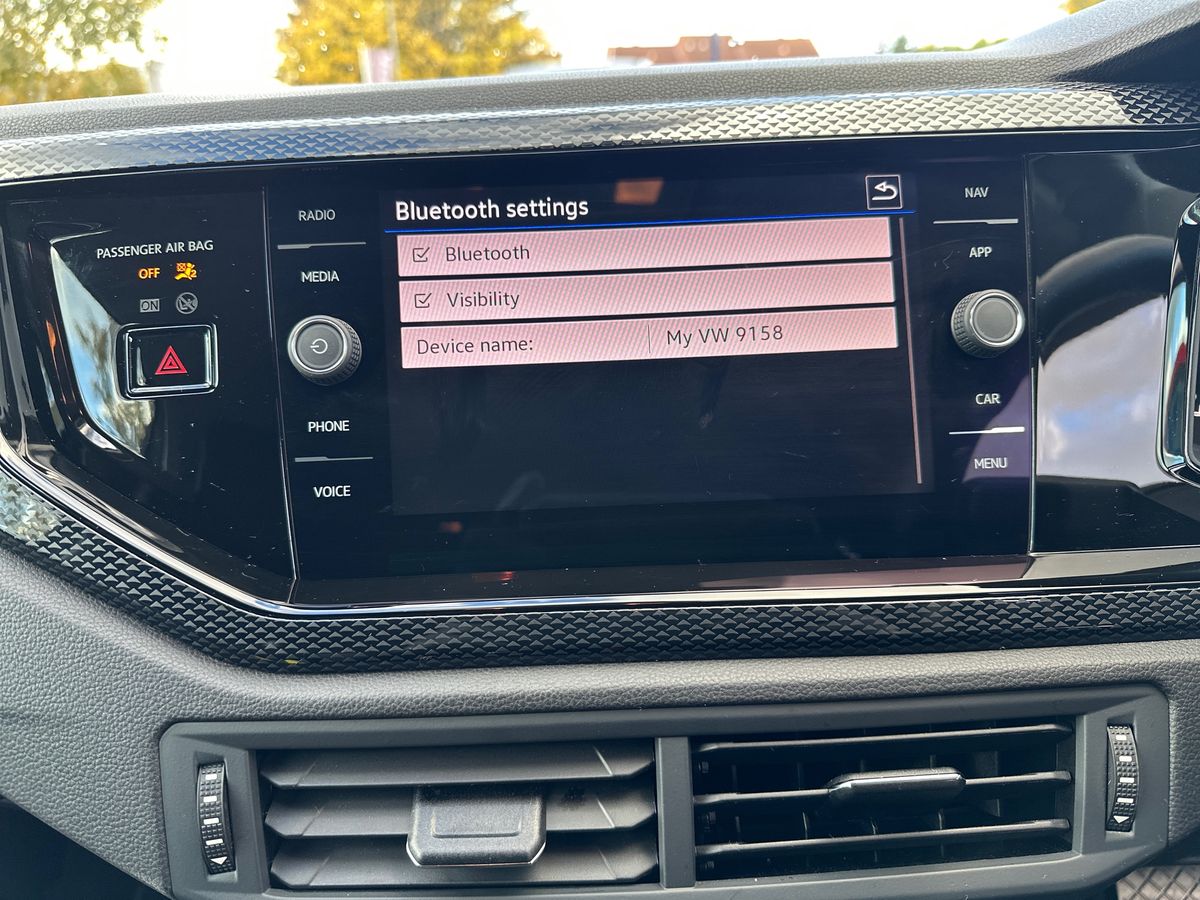 PASSENGER AIR BAG
OFF 2
ON
RADIO
MEDIA
PHONE
VOICE
Bluetooth settings
Bluetooth
Visibility
Device name: My VW 9158
NAV
APP
CAR
MENU